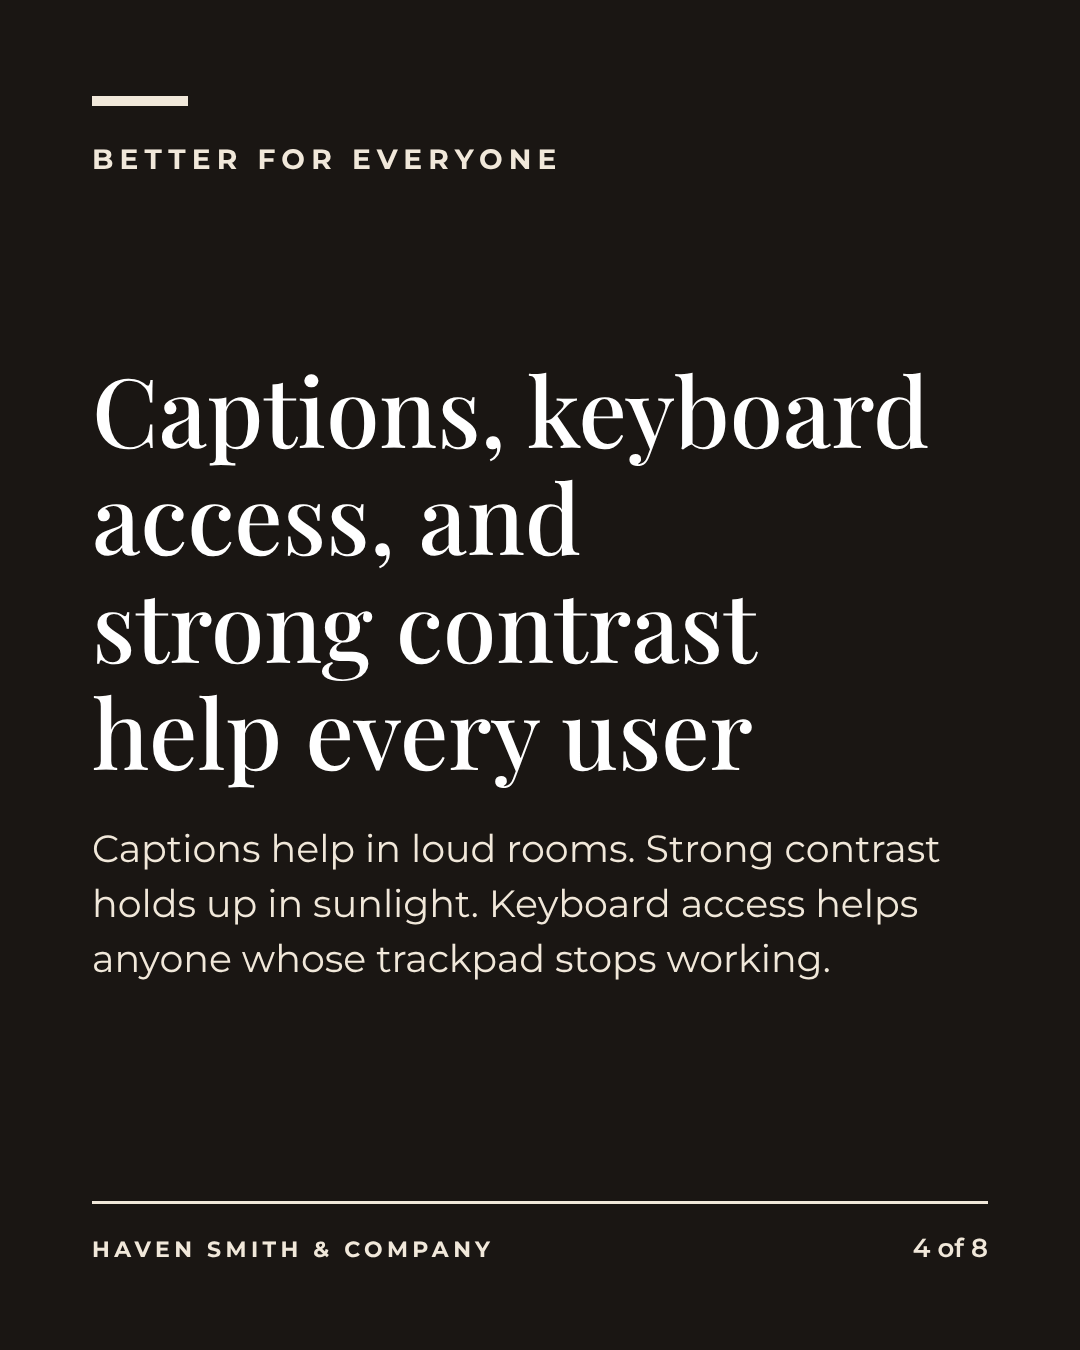 BETTER FOR EVERYONE
Captions, keyboard
access, and
strong contrast
help every user
Captions help in loud rooms. Strong contrast
holds up in sunlight. Keyboard access helps
anyone whose trackpad stops working.
HAVEN SMITH & COMPANY
4 of 8